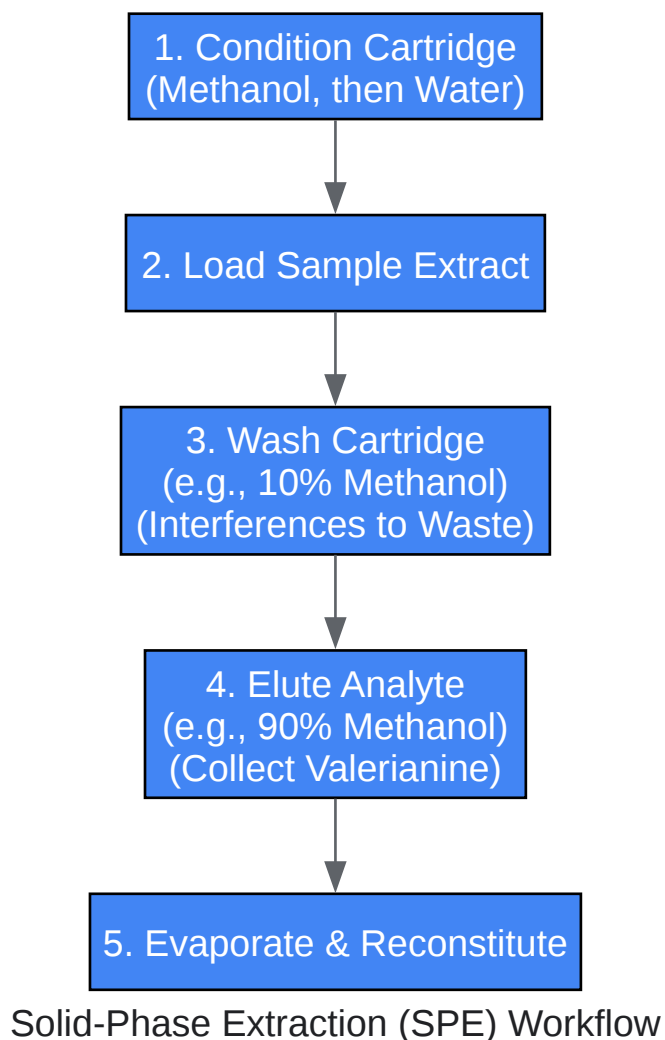 1. Condition Cartridge
(Methanol, then Water)
2. Load Sample Extract
3. Wash Cartridge
(e.g., 10% Methanol)
(Interferences to Waste)
4. Elute Analyte
(e.g., 90% Methanol)
(Collect Valerianine)
5. Evaporate & Reconstitute
Solid-Phase Extraction (SPE) Workflow